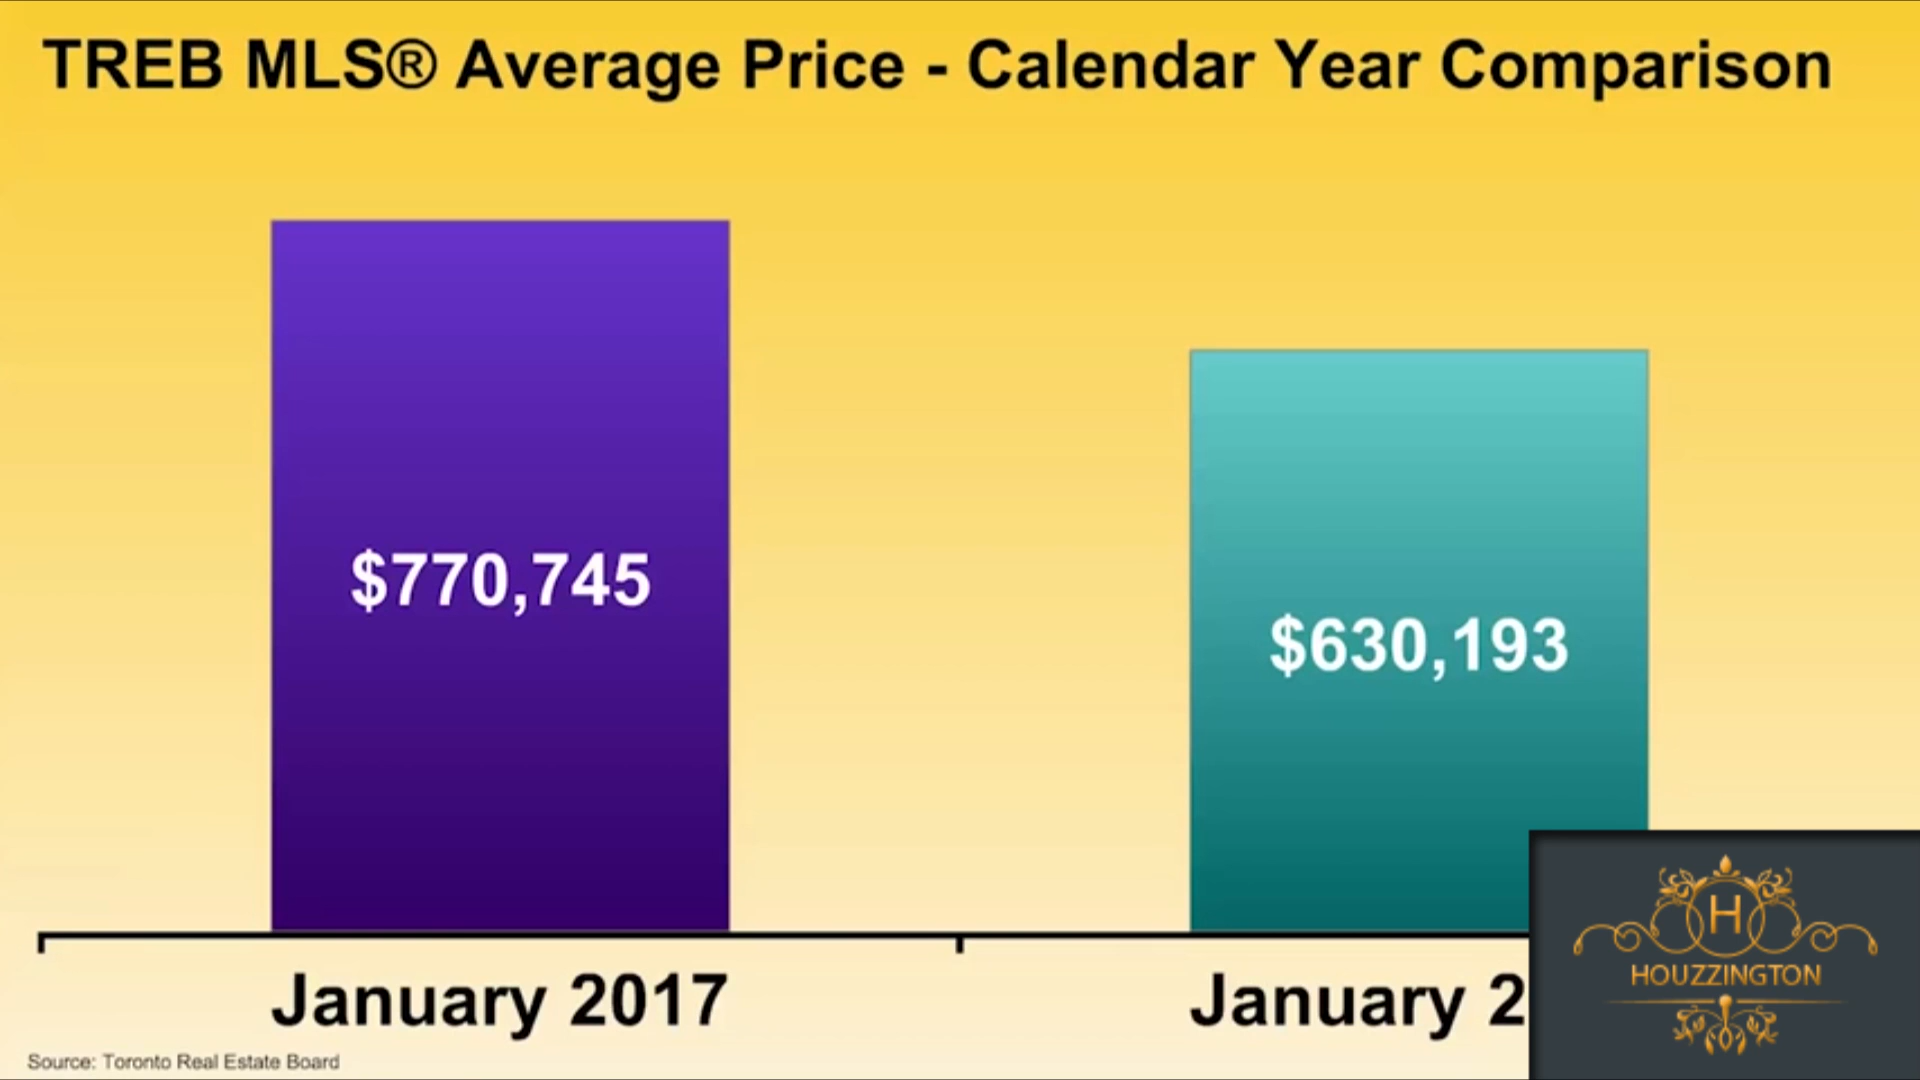 TREB MLS® Average Price - Calendar Year Comparison
$770,745
$630,193
January 2017
January 2
Source: Toronto Real Estate Board
H
HOUZZINGTON